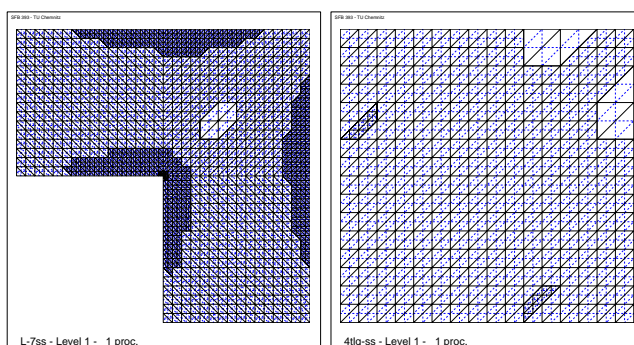 SFB 393 - TU Chemnitz
SFB 393 - TU Chemnitz
L-7ss - Level 1 - 1 proc.
4tlg-ss - Level 1 - 1 proc.